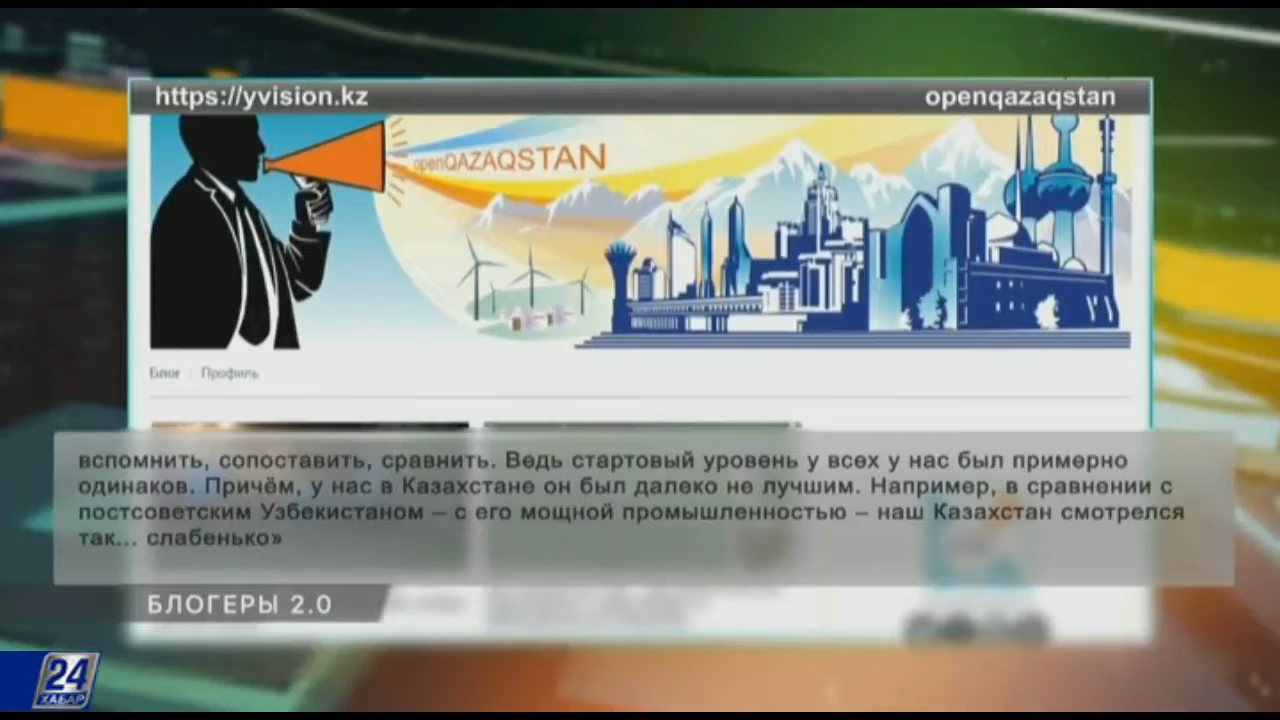 https://yvision.kz
openqazaqstan
openQAZAQSTAN
Блог | Профиль
вспомнить, сопоставить, сравнить. Ведь стартовый уровень у всех у нас был примерно
одинаков. Причём, у нас в Казахстане он был далеко не лучшим. Например, в сравнении с
постсоветским Узбекистаном – с его мощной промышленностью – наш Казахстан смотрелся
так... слабенько»
БЛОГЕРЫ 2.0
24
ХАБАР